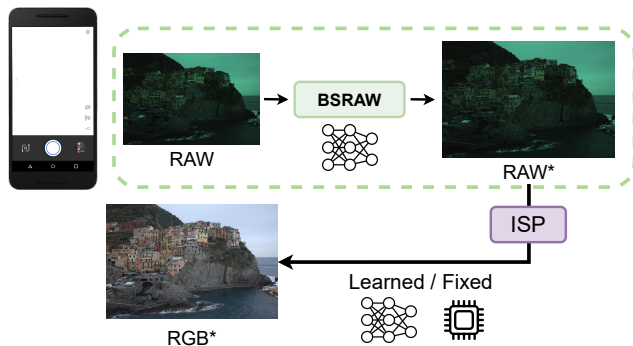 BSRAW
RAW
RAW*
ISP
Learned / Fixed
RGB*